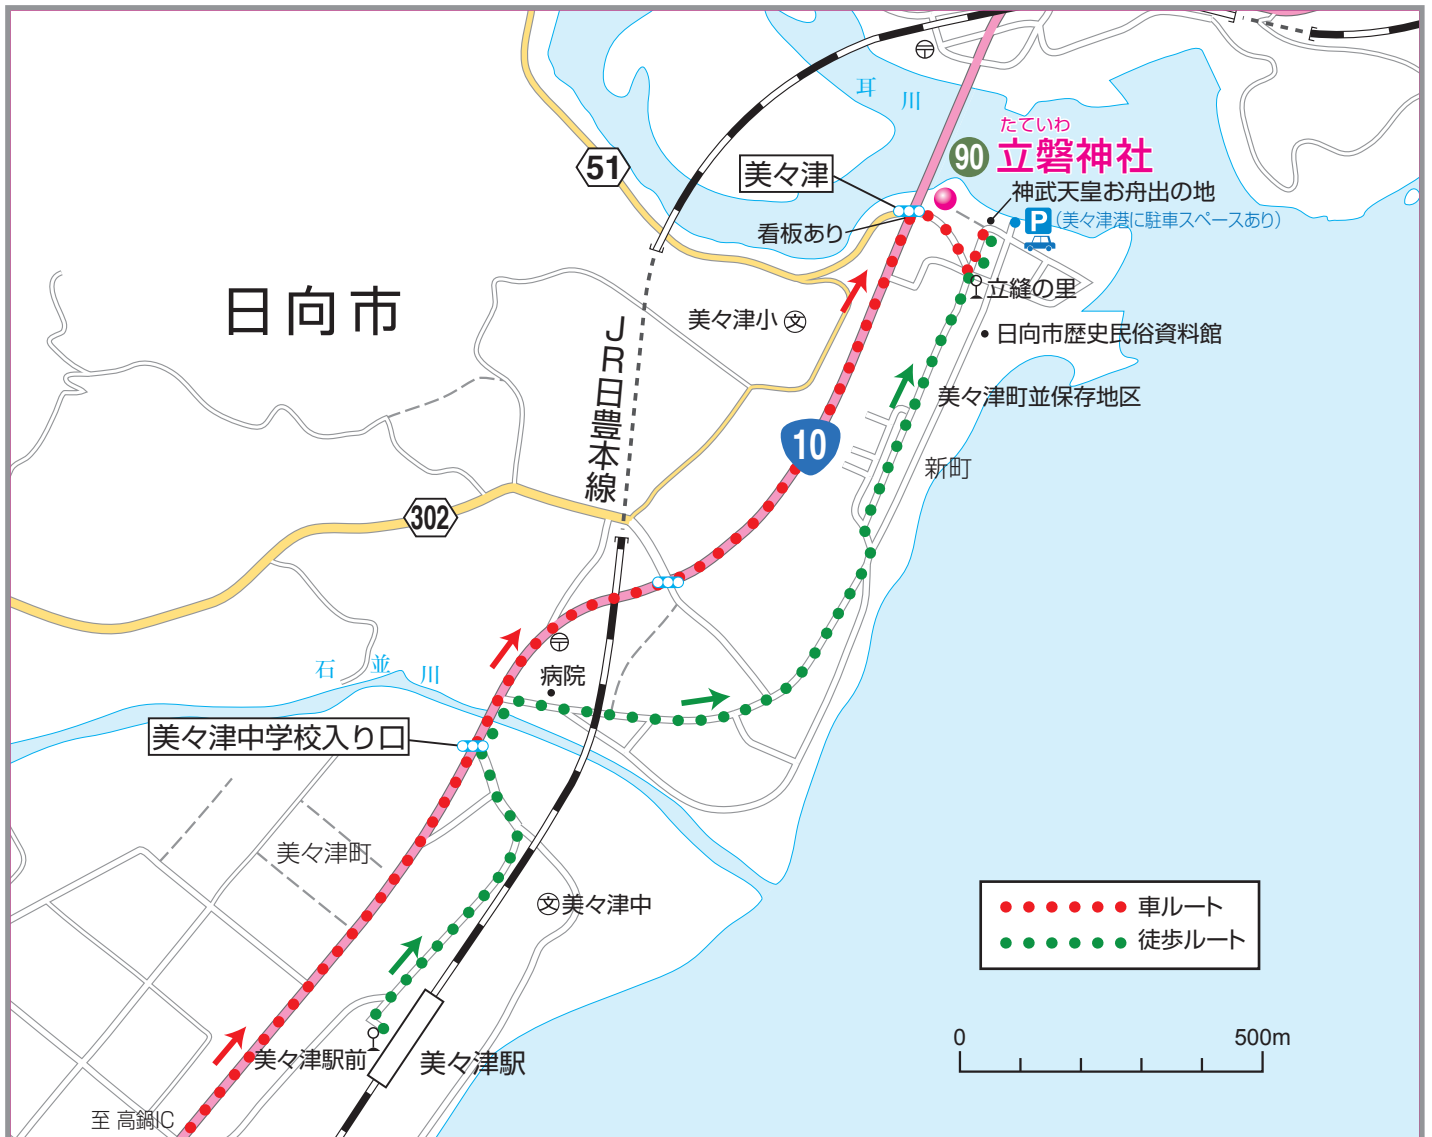 耳川
51
たていわ
90 立磐神社
美々津
神武天皇お舟出の地
P (美々津港に駐車スペースあり)
看板あり
日向市
立縫の里
美々津小 文
JR日豊本線
日向市歴史民俗資料館
美々津町並保存地区
10
新町
302
〒
石並川
病院
美々津中学校入り口
美々津町
文 美々津中
車ルート
徒歩ルート
0 500m
美々津駅前
美々津駅
至 高鍋IC